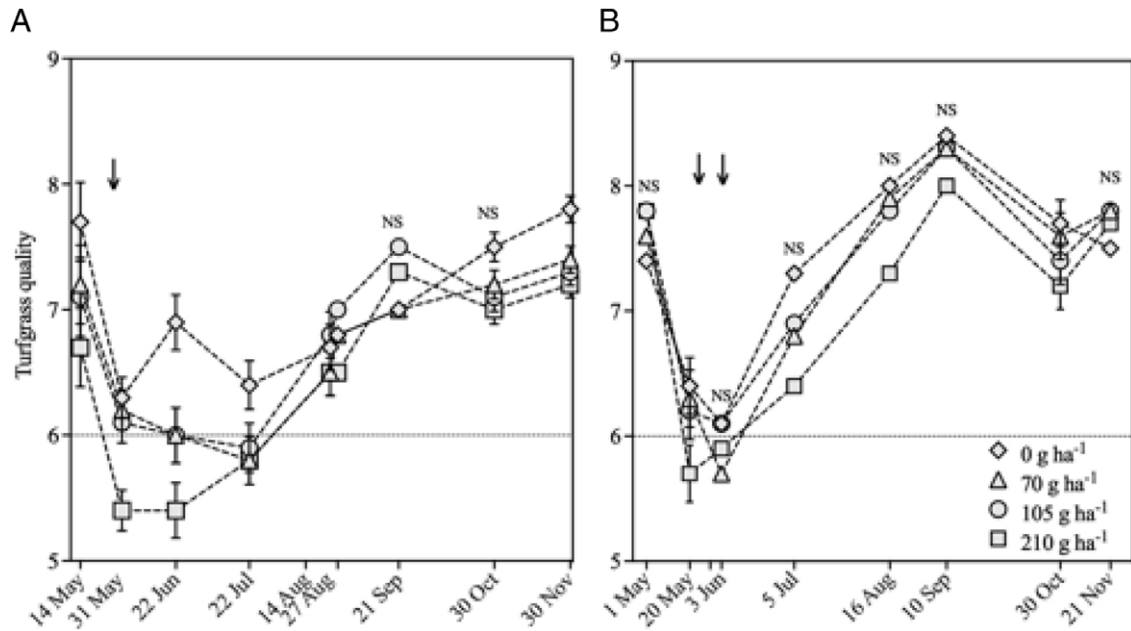 A
B
Turfgrass quality
9
8
7
6
5
NS
NS
14 May
31 May
22 Jun
22 Jul
14 Aug
27 Aug
21 Sep
30 Oct
30 Nov
9
8
7
6
5
NS
NS
NS
NS
NS
NS
0 g ha⁻¹
70 g ha⁻¹
105 g ha⁻¹
210 g ha⁻¹
1 May
20 May
3 Jun
5 Jul
16 Aug
10 Sep
30 Oct
21 Nov